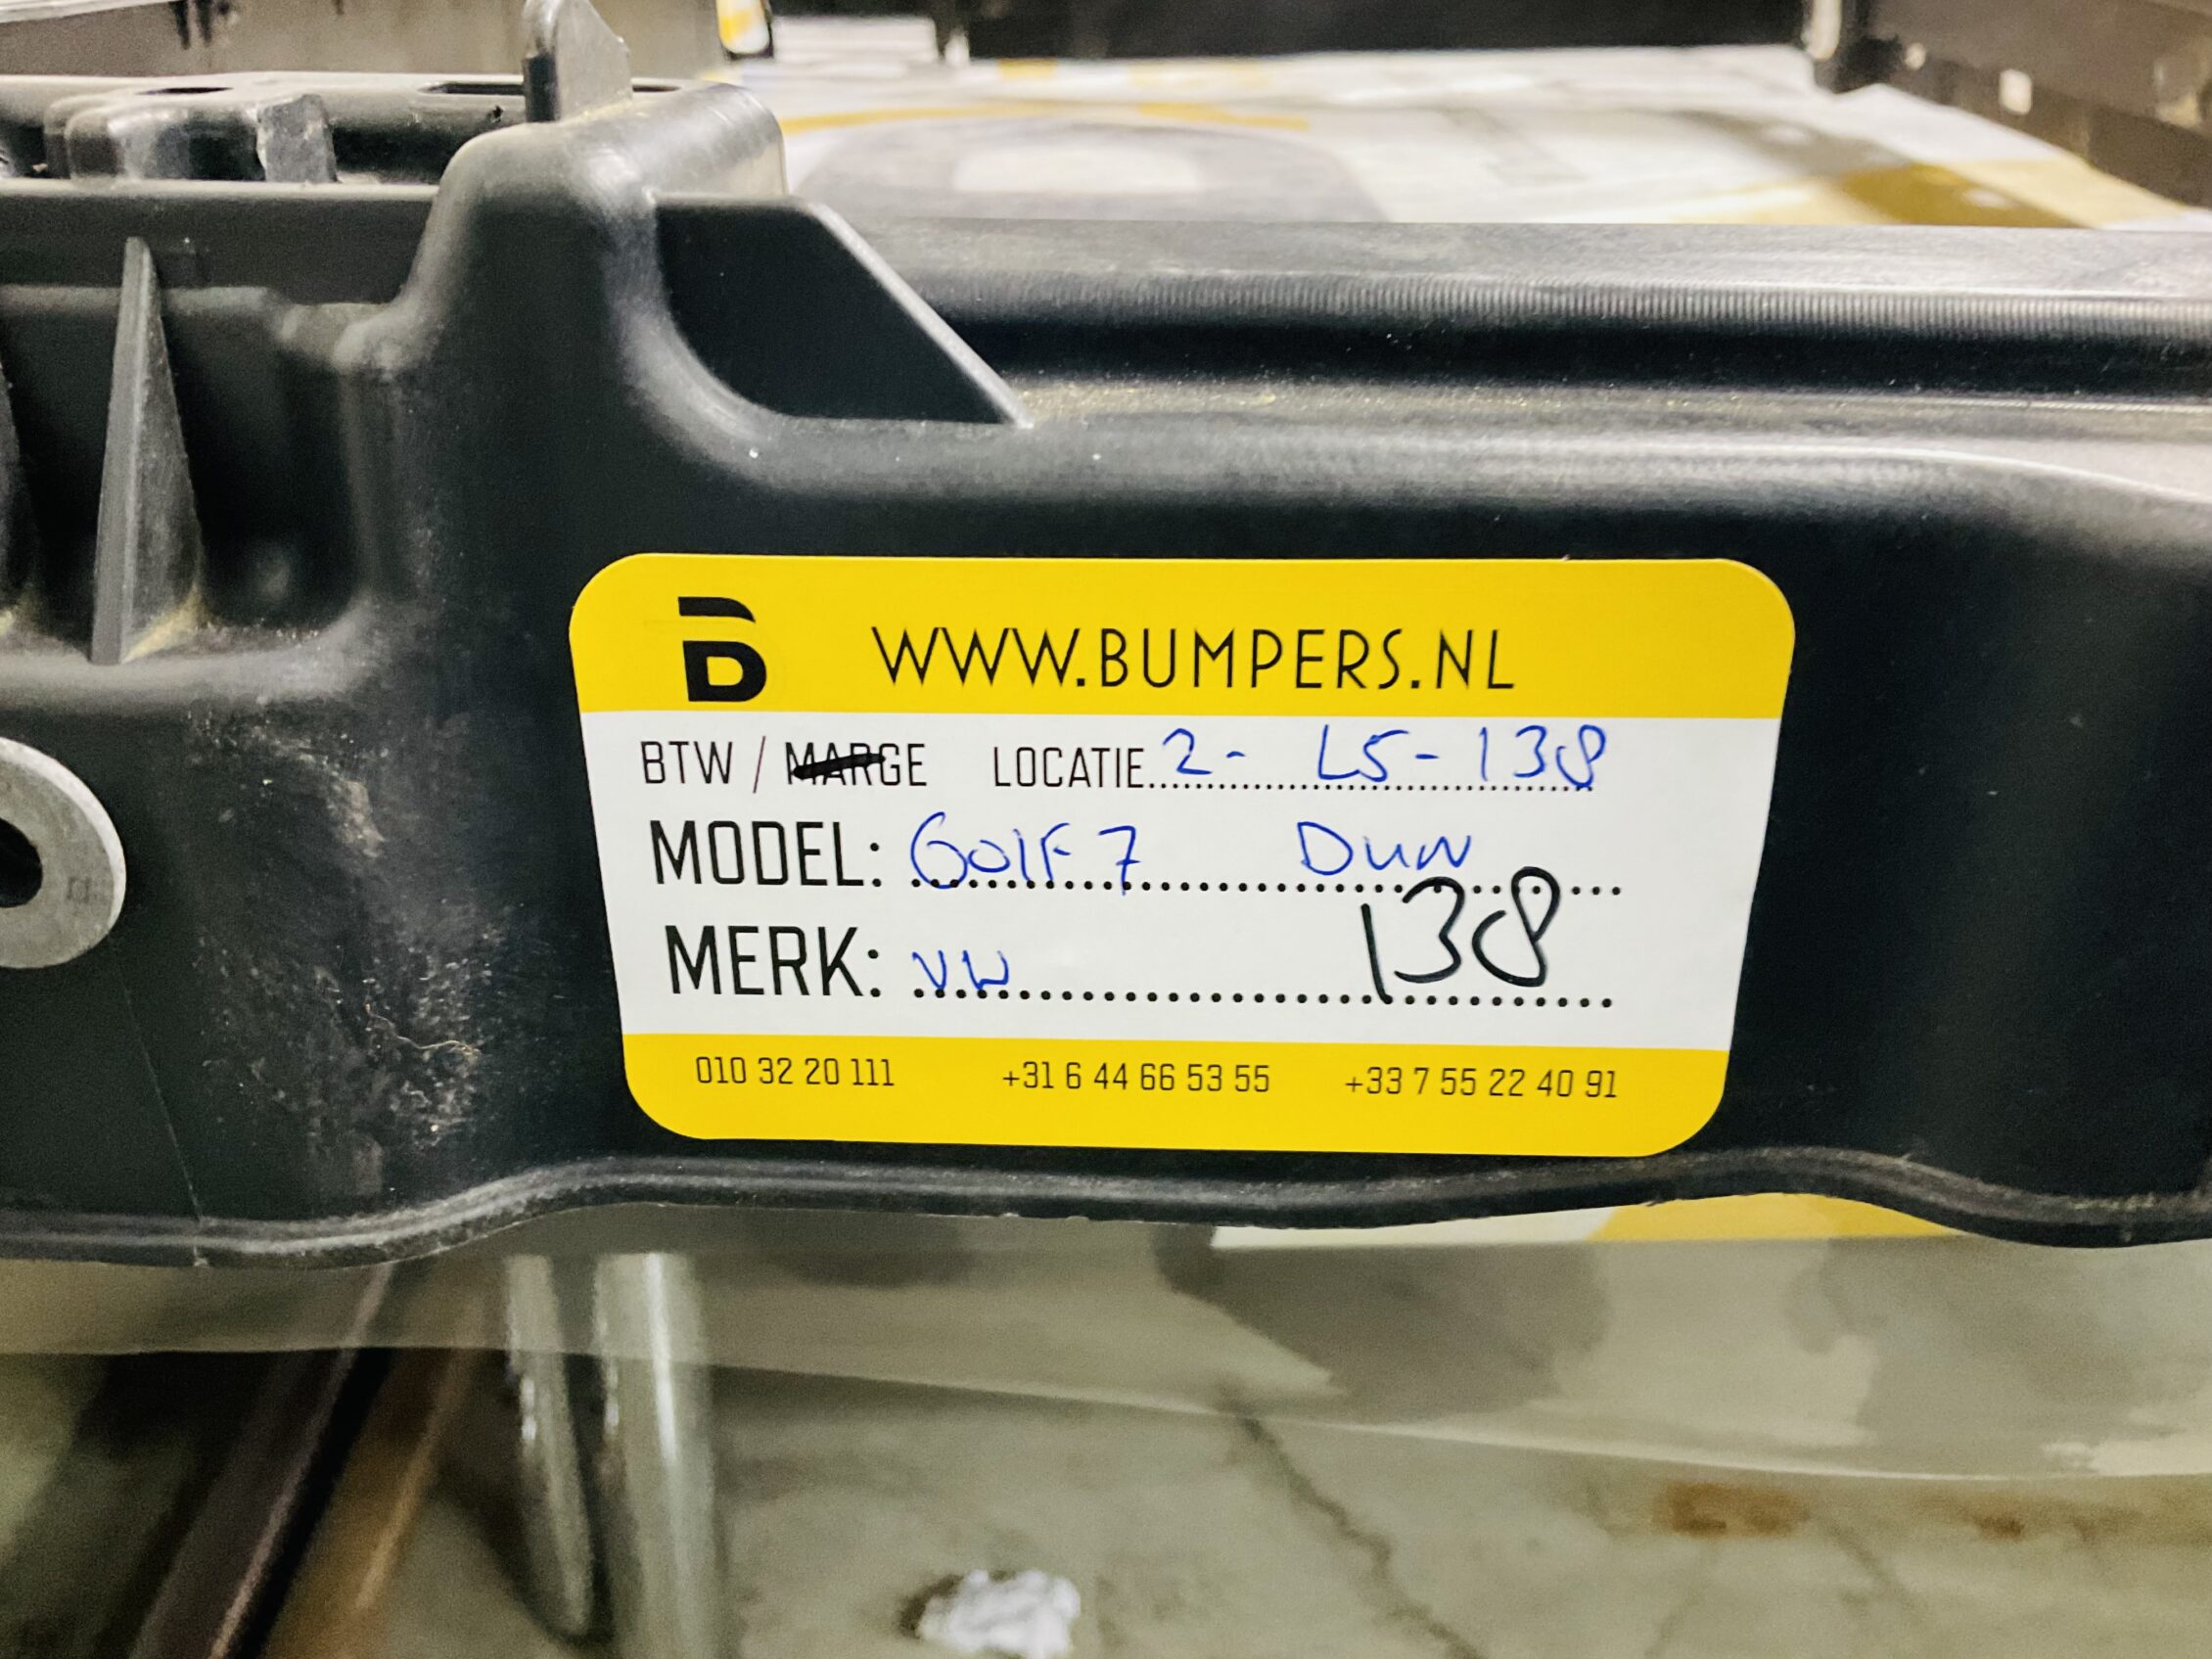 B WWW.BUMPERS.NL
BTW / MARGE LOCATIE 2- L5-138
MODEL: Golf 7 Dun
138
MERK: VW
010 32 20 111 +31 6 44 66 53 55 +33 7 55 22 40 91